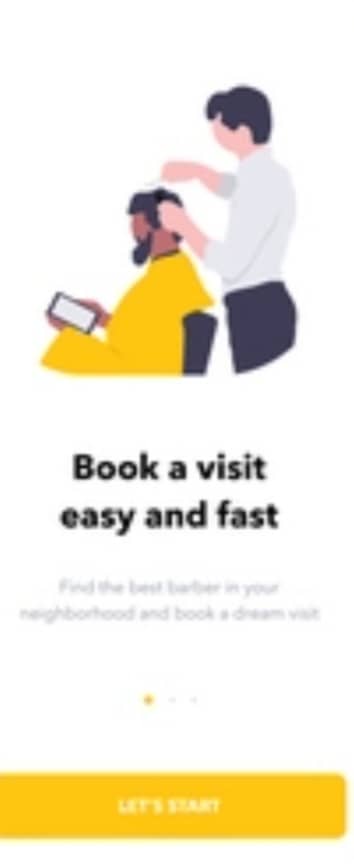 Book a visit
easy and fast
Find the best barber in your
neighborhood and book a dream visit
LET'S START